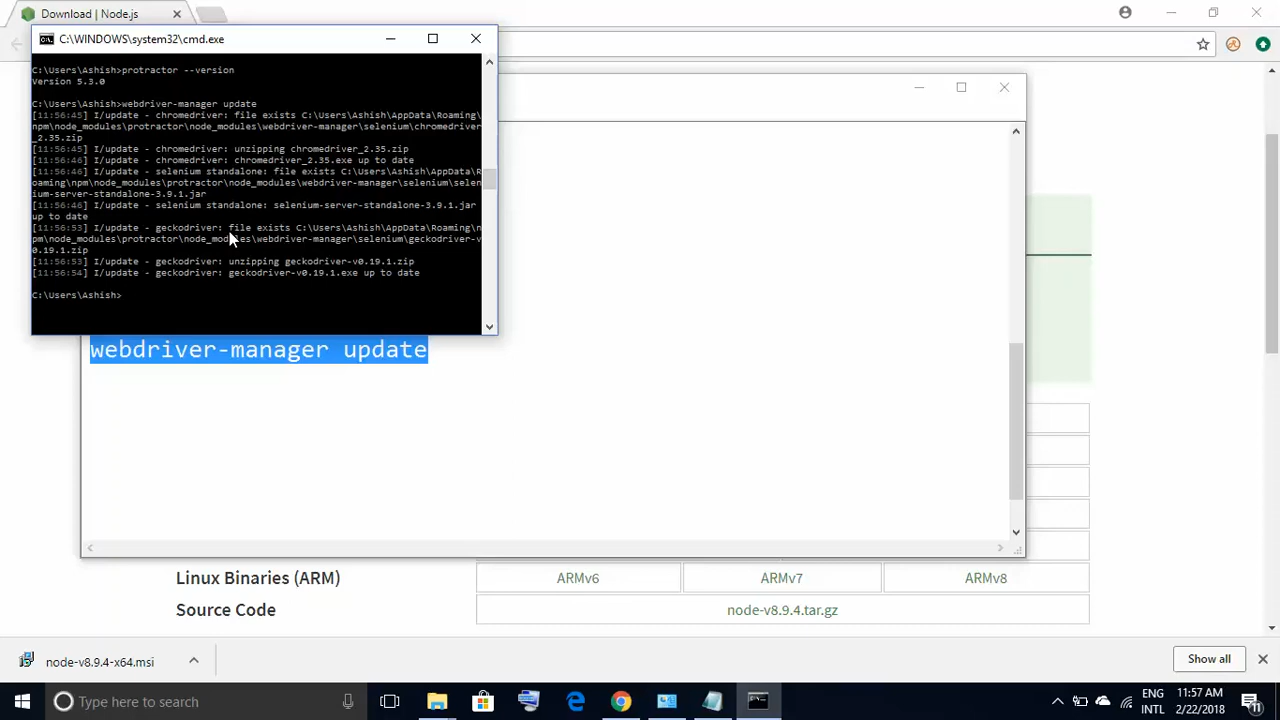 Download | Node.js
C:\WINDOWS\system32\cmd.exe
C:\Users\Ashish>protractor --version
Version 5.3.0
C:\Users\Ashish>webdriver-manager update
[11:56:45] I/update - chromedriver: file exists C:\Users\Ashish\AppData\Roaming\
npm\node_modules\protractor\node_modules\webdriver-manager\selenium\chromedriver
_2.35.zip
[11:56:45] I/update - chromedriver: unzipping chromedriver_2.35.zip
[11:56:46] I/update - chromedriver: chromedriver_2.35.exe up to date
[11:56:46] I/update - selenium standalone: file exists C:\Users\Ashish\AppData\R
oaming\npm\node_modules\protractor\node_modules\webdriver-manager\selenium\selen
ium-server-standalone-3.9.1.jar
[11:56:46] I/update - selenium standalone: selenium-server-standalone-3.9.1.jar
up to date
[11:56:53] I/update - geckodriver: file exists C:\Users\Ashish\AppData\Roaming\n
pm\node_modules\protractor\node_modules\webdriver-manager\selenium\geckodriver-v
0.19.1.zip
[11:56:53] I/update - geckodriver: unzipping geckodriver-v0.19.1.zip
[11:56:54] I/update - geckodriver: geckodriver-v0.19.1.exe up to date
C:\Users\Ashish>
webdriver-manager update
Linux Binaries (ARM) ARMv6 ARMv7 ARMv8
Source Code node-v8.9.4.tar.gz
node-v8.9.4-x64.msi Show all
Type here to search ENG 11:57 AM
INTL 2/22/2018 11